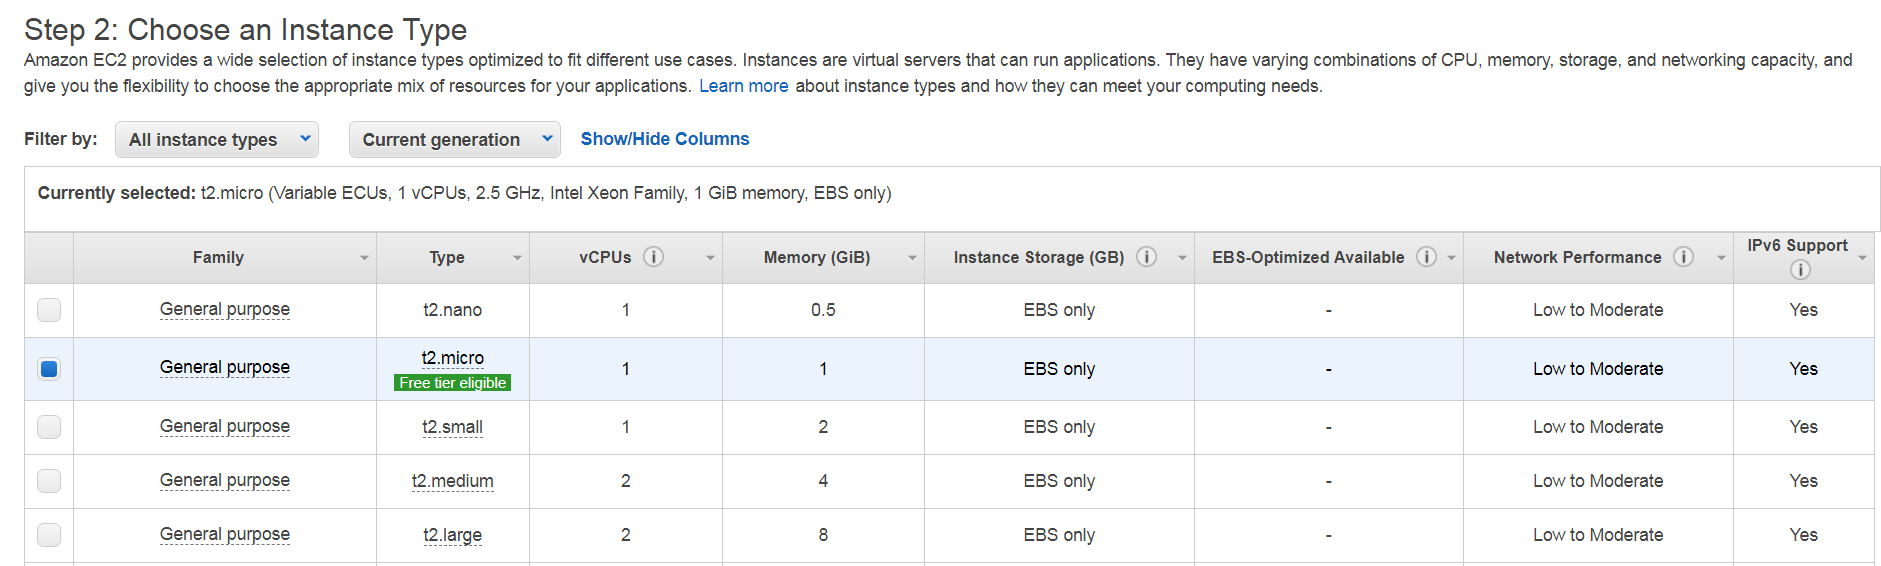 Step 2: Choose an Instance Type
Amazon EC2 provides a wide selection of instance types optimized to fit different use cases. Instances are virtual servers that can run applications. They have varying combinations of CPU, memory, storage, and networking capacity, and
give you the flexibility to choose the appropriate mix of resources for your applications. Learn more about instance types and how they can meet your computing needs.
Filter by: All instance types Current generation Show/Hide Columns
Currently selected: t2.micro (Variable ECUs, 1 vCPUs, 2.5 GHz, Intel Xeon Family, 1 GiB memory, EBS only)
Family Type vCPUs i Memory (GiB) Instance Storage (GB) i EBS-Optimized Available i Network Performance i IPv6 Support i
General purpose t2.nano 1 0.5 EBS only - Low to Moderate Yes
General purpose t2.micro Free tier eligible 1 1 EBS only - Low to Moderate Yes
General purpose t2.small 1 2 EBS only - Low to Moderate Yes
General purpose t2.medium 2 4 EBS only - Low to Moderate Yes
General purpose t2.large 2 8 EBS only - Low to Moderate Yes